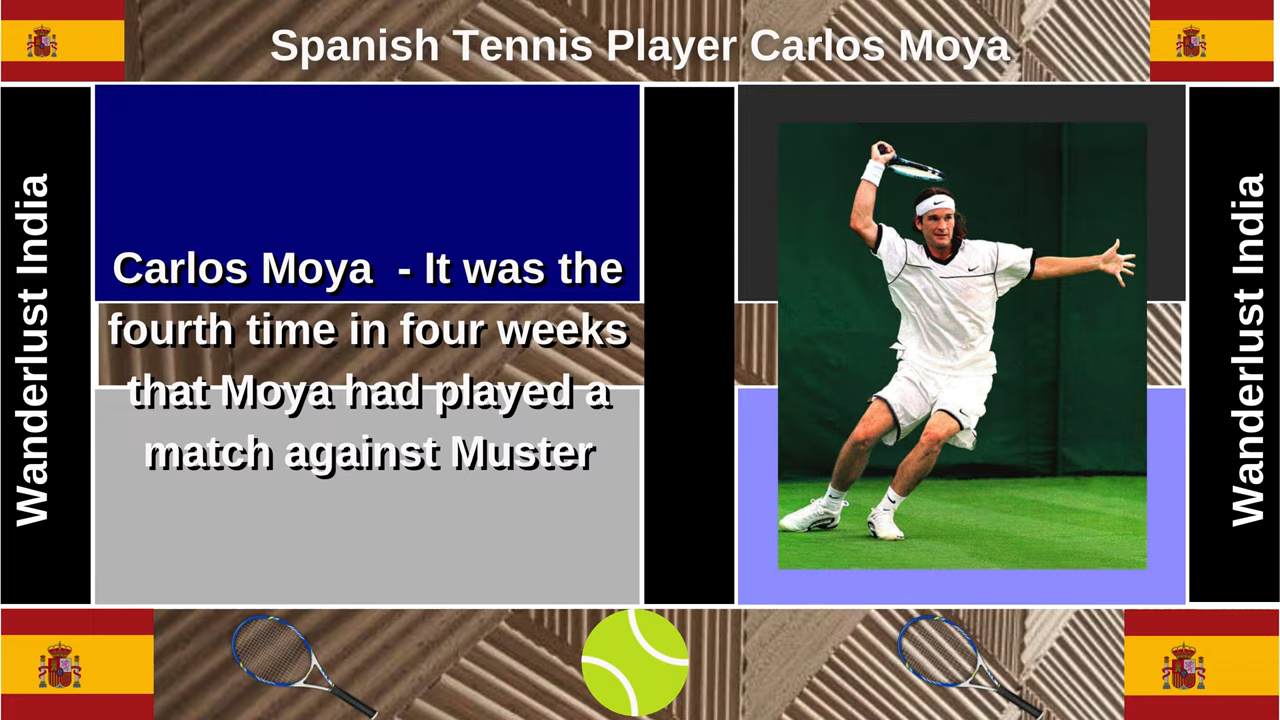 Spanish Tennis Player Carlos Moya
Wanderlust India
Carlos Moya  - It was the
fourth time in four weeks
that Moya had played a
match against Muster
Wanderlust India